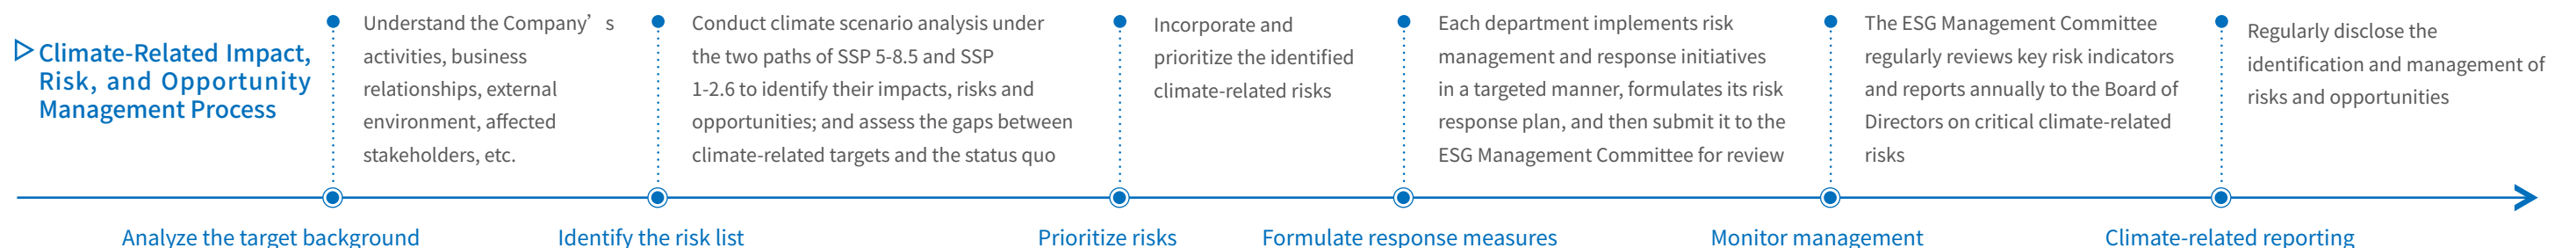 Climate-Related Impact,
Risk, and Opportunity
Management Process
Understand the Company’s
activities, business
relationships, external
environment, affected
stakeholders, etc.
Analyze the target background
Conduct climate scenario analysis under
the two paths of SSP 5-8.5 and SSP
1-2.6 to identify their impacts, risks and
opportunities; and assess the gaps between
climate-related targets and the status quo
Identify the risk list
Incorporate and
prioritize the identified
climate-related risks
Prioritize risks
Each department implements risk
management and response initiatives
in a targeted manner, formulates its risk
response plan, and then submit it to the
ESG Management Committee for review
Formulate response measures
The ESG Management Committee
regularly reviews key risk indicators
and reports annually to the Board of
Directors on critical climate-related
risks
Monitor management
Regularly disclose the
identification and management of
risks and opportunities
Climate-related reporting